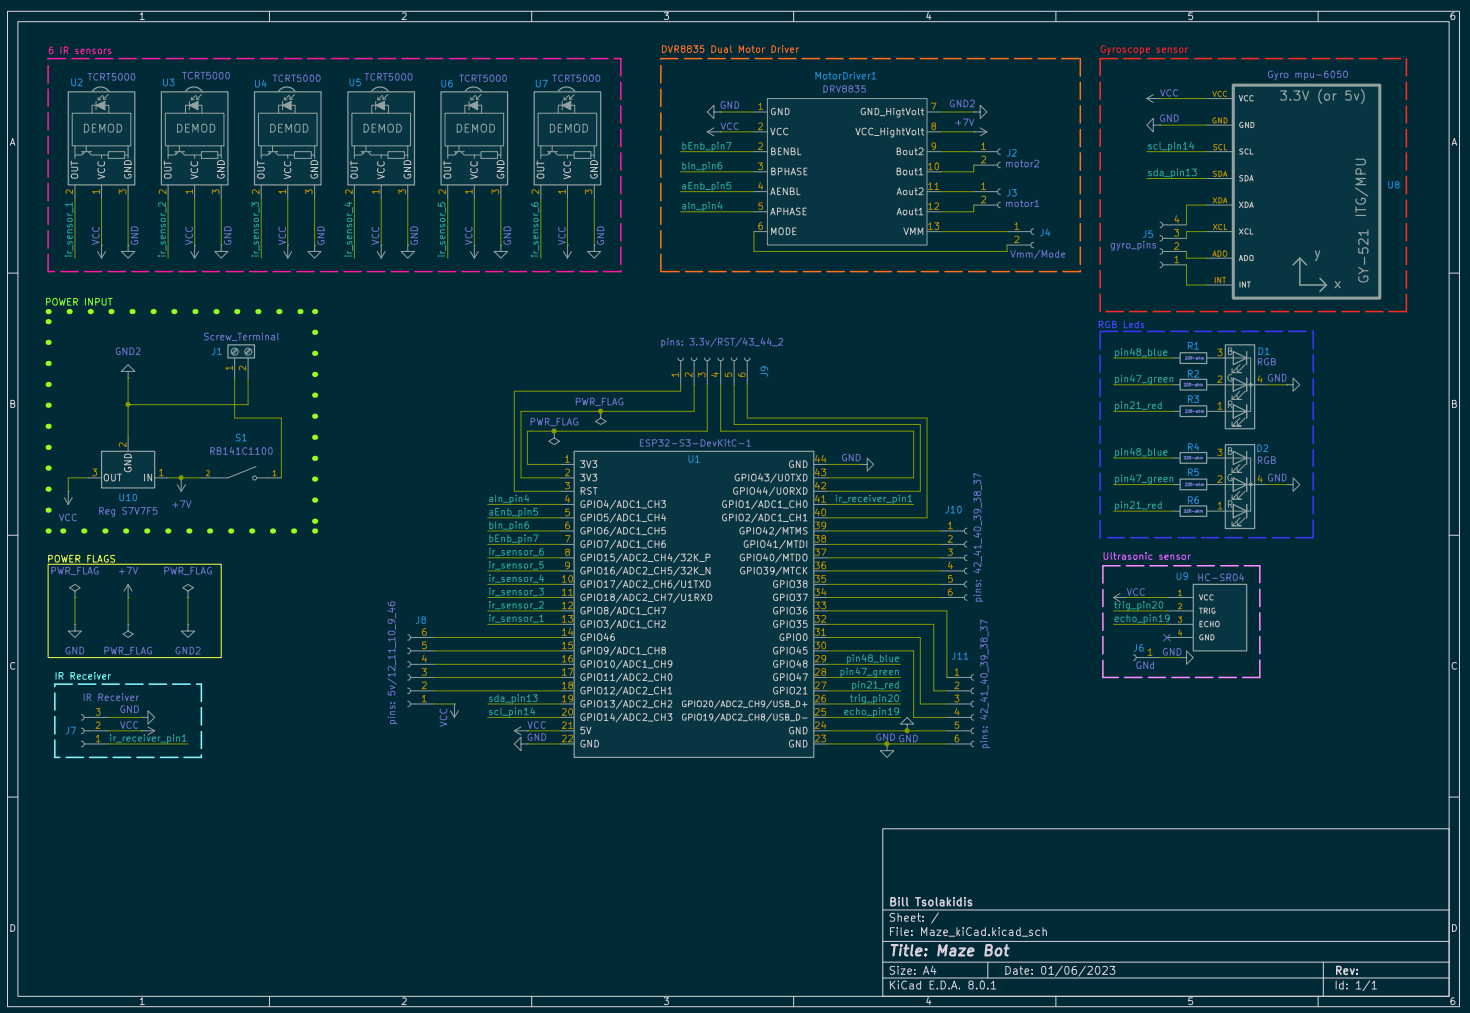 1 2 3 4 5 6
A
B
C
D
6 IR sensors
U2 TCRT5000
DEMOD
OUT VCC GND
2 1 3
ir_sensor_1 VCC GND
U3 TCRT5000
DEMOD
OUT VCC GND
2 1 3
ir_sensor_2 VCC GND
U4 TCRT5000
DEMOD
OUT VCC GND
2 1 3
ir_sensor_3 VCC GND
U5 TCRT5000
DEMOD
OUT VCC GND
2 1 3
ir_sensor_4 VCC GND
U6 TCRT5000
DEMOD
OUT VCC GND
2 1 3
ir_sensor_5 VCC GND
U7 TCRT5000
DEMOD
OUT VCC GND
2 1 3
ir_sensor_6 VCC GND
DVR8835 Dual Motor Driver
MotorDriver1
DRV8835
GND 1 GND
VCC 2 VCC
bEnb_pin7 2 BENBL
bIn_pin6 3 BPHASE
aEnb_pin5 4 AENBL
aIn_pin4 5 APHASE
6 MODE
GND_HigtVolt 7 GND2
VCC_HightVolt 8 +7V
Bout2 9 1 J2
Bout1 10 2 motor2
Aout2 11 1 J3
Aout1 12 2 motor1
VMM 13 1 J4
2
Vmm/Mode
Gyroscope sensor
Gyro mpu-6050
3.3V (or 5v)
VCC VCC VCC
GND GND GND
scl_pin14 SCL SCL
sda_pin13 SDA SDA
XDA XDA
XCL XCL
ADO ADO
INT INT
J5 4
3
gyro_pins 2
1
U8
GY-521 ITG/MPU
y
x
POWER INPUT
Screw_Terminal
J1
1 2
GND2
S1
RB141C1100
2 1
2
GND
3 OUT IN 1
U10
Reg S7V7F5
VCC
+7V
POWER FLAGS
PWR_FLAG +7V PWR_FLAG
GND PWR_FLAG GND2
IR Receiver
IR Receiver
3 GND
J7 2 VCC
1 ir_receiver_pin1
pins: 3.3v/RST/43_44_2
1 2 3 4 5 6 J9
PWR_FLAG
PWR_FLAG
ESP32-S3-DevKitC-1
U1
1 3V3
2 3V3
3 RST
aIn_pin4 4 GPIO4/ADC1_CH3
aEnb_pin5 5 GPIO5/ADC1_CH4
bIn_pin6 6 GPIO6/ADC1_CH5
bEnb_pin7 7 GPIO7/ADC1_CH6
ir_sensor_6 8 GPIO15/ADC2_CH4/32K_P
ir_sensor_5 9 GPIO16/ADC2_CH5/32K_N
ir_sensor_4 10 GPIO17/ADC2_CH6/U1TXD
ir_sensor_3 11 GPIO18/ADC2_CH7/U1RXD
ir_sensor_2 12 GPIO8/ADC1_CH7
ir_sensor_1 13 GPIO3/ADC1_CH2
14 GPIO46
15 GPIO9/ADC1_CH8
16 GPIO10/ADC1_CH9
17 GPIO11/ADC2_CH0
18 GPIO12/ADC2_CH1
sda_pin13 19 GPIO13/ADC2_CH2
scl_pin14 20 GPIO14/ADC2_CH3
VCC 21 5V
GND 22 GND
GND 44 GND
GPIO43/U0TXD 43
GPIO44/U0RXD 42
GPIO1/ADC1_CH0 41 ir_receiver_pin1
GPIO2/ADC1_CH1 40
GPIO42/MTMS 39
GPIO41/MTDI 38
GPIO40/MTDO 37
GPIO39/MTCK 36
GPIO38 35
GPIO37 34
GPIO36 33
GPIO35 32
GPIO0 31
GPIO45 30
GPIO48 29 pin48_blue
GPIO47 28 pin47_green
GPIO21 27 pin21_red
GPIO20/ADC2_CH9/USB_D+ 26 trig_pin20
GPIO19/ADC2_CH8/USB_D- 25 echo_pin19
GND 24
GND 23
GND GND
J8
6
5
4
3
2
1
VCC
pins: 5v/12_11_10_9_46
J10
1
2
3
4
5
6
pins: 42_41_40_39_38_37
J11
1
2
3
4
5
6
pins: 42_41_40_39_38_37
RGB Leds
pin48_blue R1 220-ohm 3 B D1
RGB
pin47_green R2 220-ohm 2 G 4 GND
pin21_red R3 220-ohm 1 R
pin48_blue R4 220-ohm 3 B D2
RGB
pin47_green R5 220-ohm 2 G 4 GND
pin21_red R6 220-ohm 1 R
Ultrasonic sensor
U9 HC-SR04
VCC 1 VCC
trig_pin20 2 TRIG
echo_pin19 3 ECHO
4 GND
J6 1 GND
GNd
Bill Tsolakidis
Sheet: /
File: Maze_kiCad.kicad_sch
Title: Maze Bot
Size: A4 Date: 01/06/2023 Rev:
KiCad E.D.A. 8.0.1 Id: 1/1
A
B
C
D
1 2 3 4 5 6